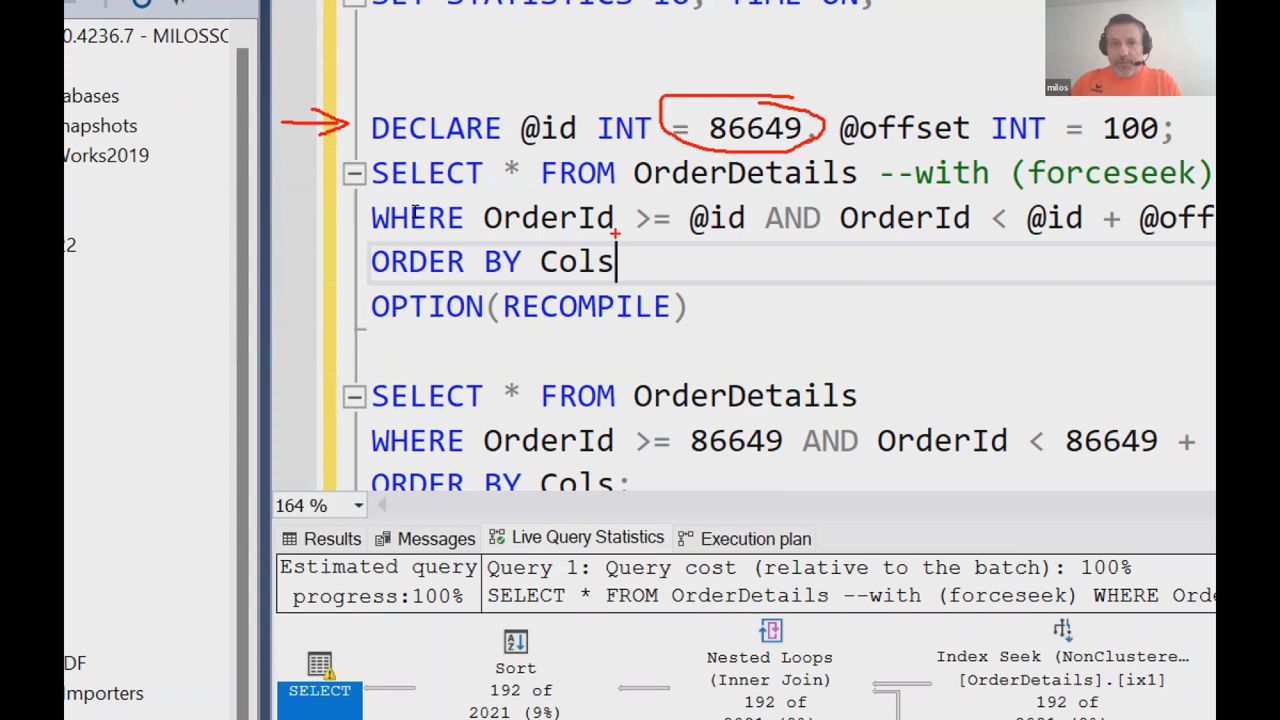 SET STATISTICS IO, TIME ON;
0.4236.7 - MILOSSC
milos
abases
napshots
Works2019
22
DF
Importers
DECLARE @id INT = 86649, @offset INT = 100;
SELECT * FROM OrderDetails --with (forceseek)
WHERE OrderId >= @id AND OrderId < @id + @off
ORDER BY Cols
OPTION(RECOMPILE)
SELECT * FROM OrderDetails
WHERE OrderId >= 86649 AND OrderId < 86649 +
ORDER BY Cols;
164 %
Results Messages Live Query Statistics Execution plan
Estimated query progress:100%
Query 1: Query cost (relative to the batch): 100%
SELECT * FROM OrderDetails --with (forceseek) WHERE Orde
SELECT
Sort
192 of
2021 (9%)
Nested Loops
(Inner Join)
192 of
2021 (9%)
Index Seek (NonClustere...
[OrderDetails].[ix1]
192 of